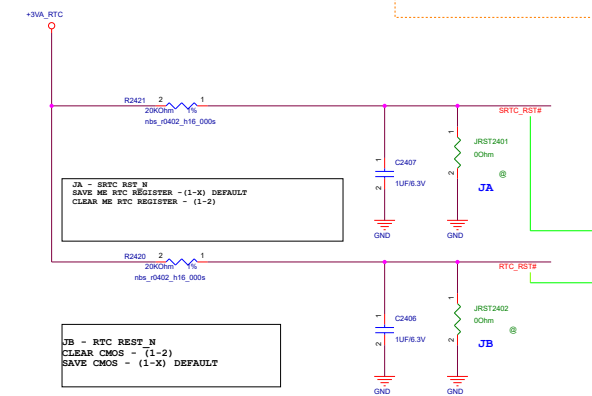 +3VA_RTC
R2421 2 1
20KOhm 1%
nbs_r0402_h16_000s
SRTC_RST#
1
JRST2401
0Ohm
2
@
JA
1
C2407
1UF/6.3V
2
GND
GND
JA - SRTC RST_N
SAVE ME RTC REGISTER -(1-X) DEFAULT
CLEAR ME RTC REGISTER - (1-2)
R2420 2 1
20KOhm 1%
nbs_r0402_h16_000s
RTC_RST#
1
JRST2402
0Ohm
2
@
JB
1
C2406
1UF/6.3V
2
GND
GND
JB - RTC REST_N
CLEAR CMOS - (1-2)
SAVE CMOS - (1-X) DEFAULT